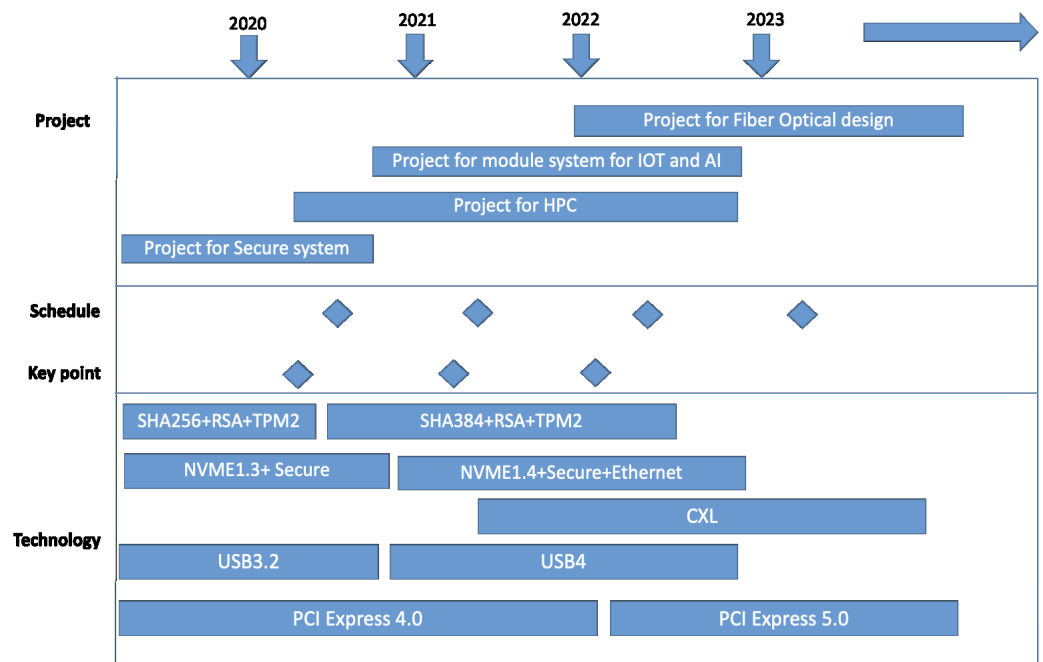 2020
2021
2022
2023
Project
Project for Fiber Optical design
Project for module system for IOT and AI
Project for HPC
Project for Secure system
Schedule
Key point
SHA256+RSA+TPM2
SHA384+RSA+TPM2
NVME1.3+ Secure
NVME1.4+Secure+Ethernet
CXL
Technology
USB3.2
USB4
PCI Express 4.0
PCI Express 5.0